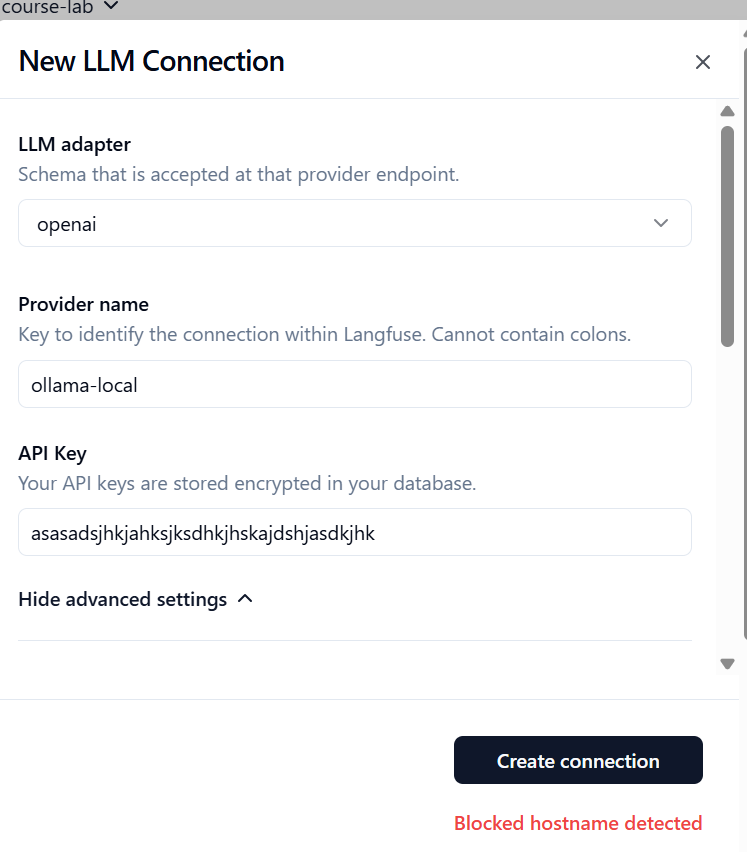 course-lab
New LLM Connection
LLM adapter
Schema that is accepted at that provider endpoint.
openai
Provider name
Key to identify the connection within Langfuse. Cannot contain colons.
ollama-local
API Key
Your API keys are stored encrypted in your database.
asasadsjhkjahksjksdhkjhskajdshjasdkjhk
Hide advanced settings
Create connection
Blocked hostname detected